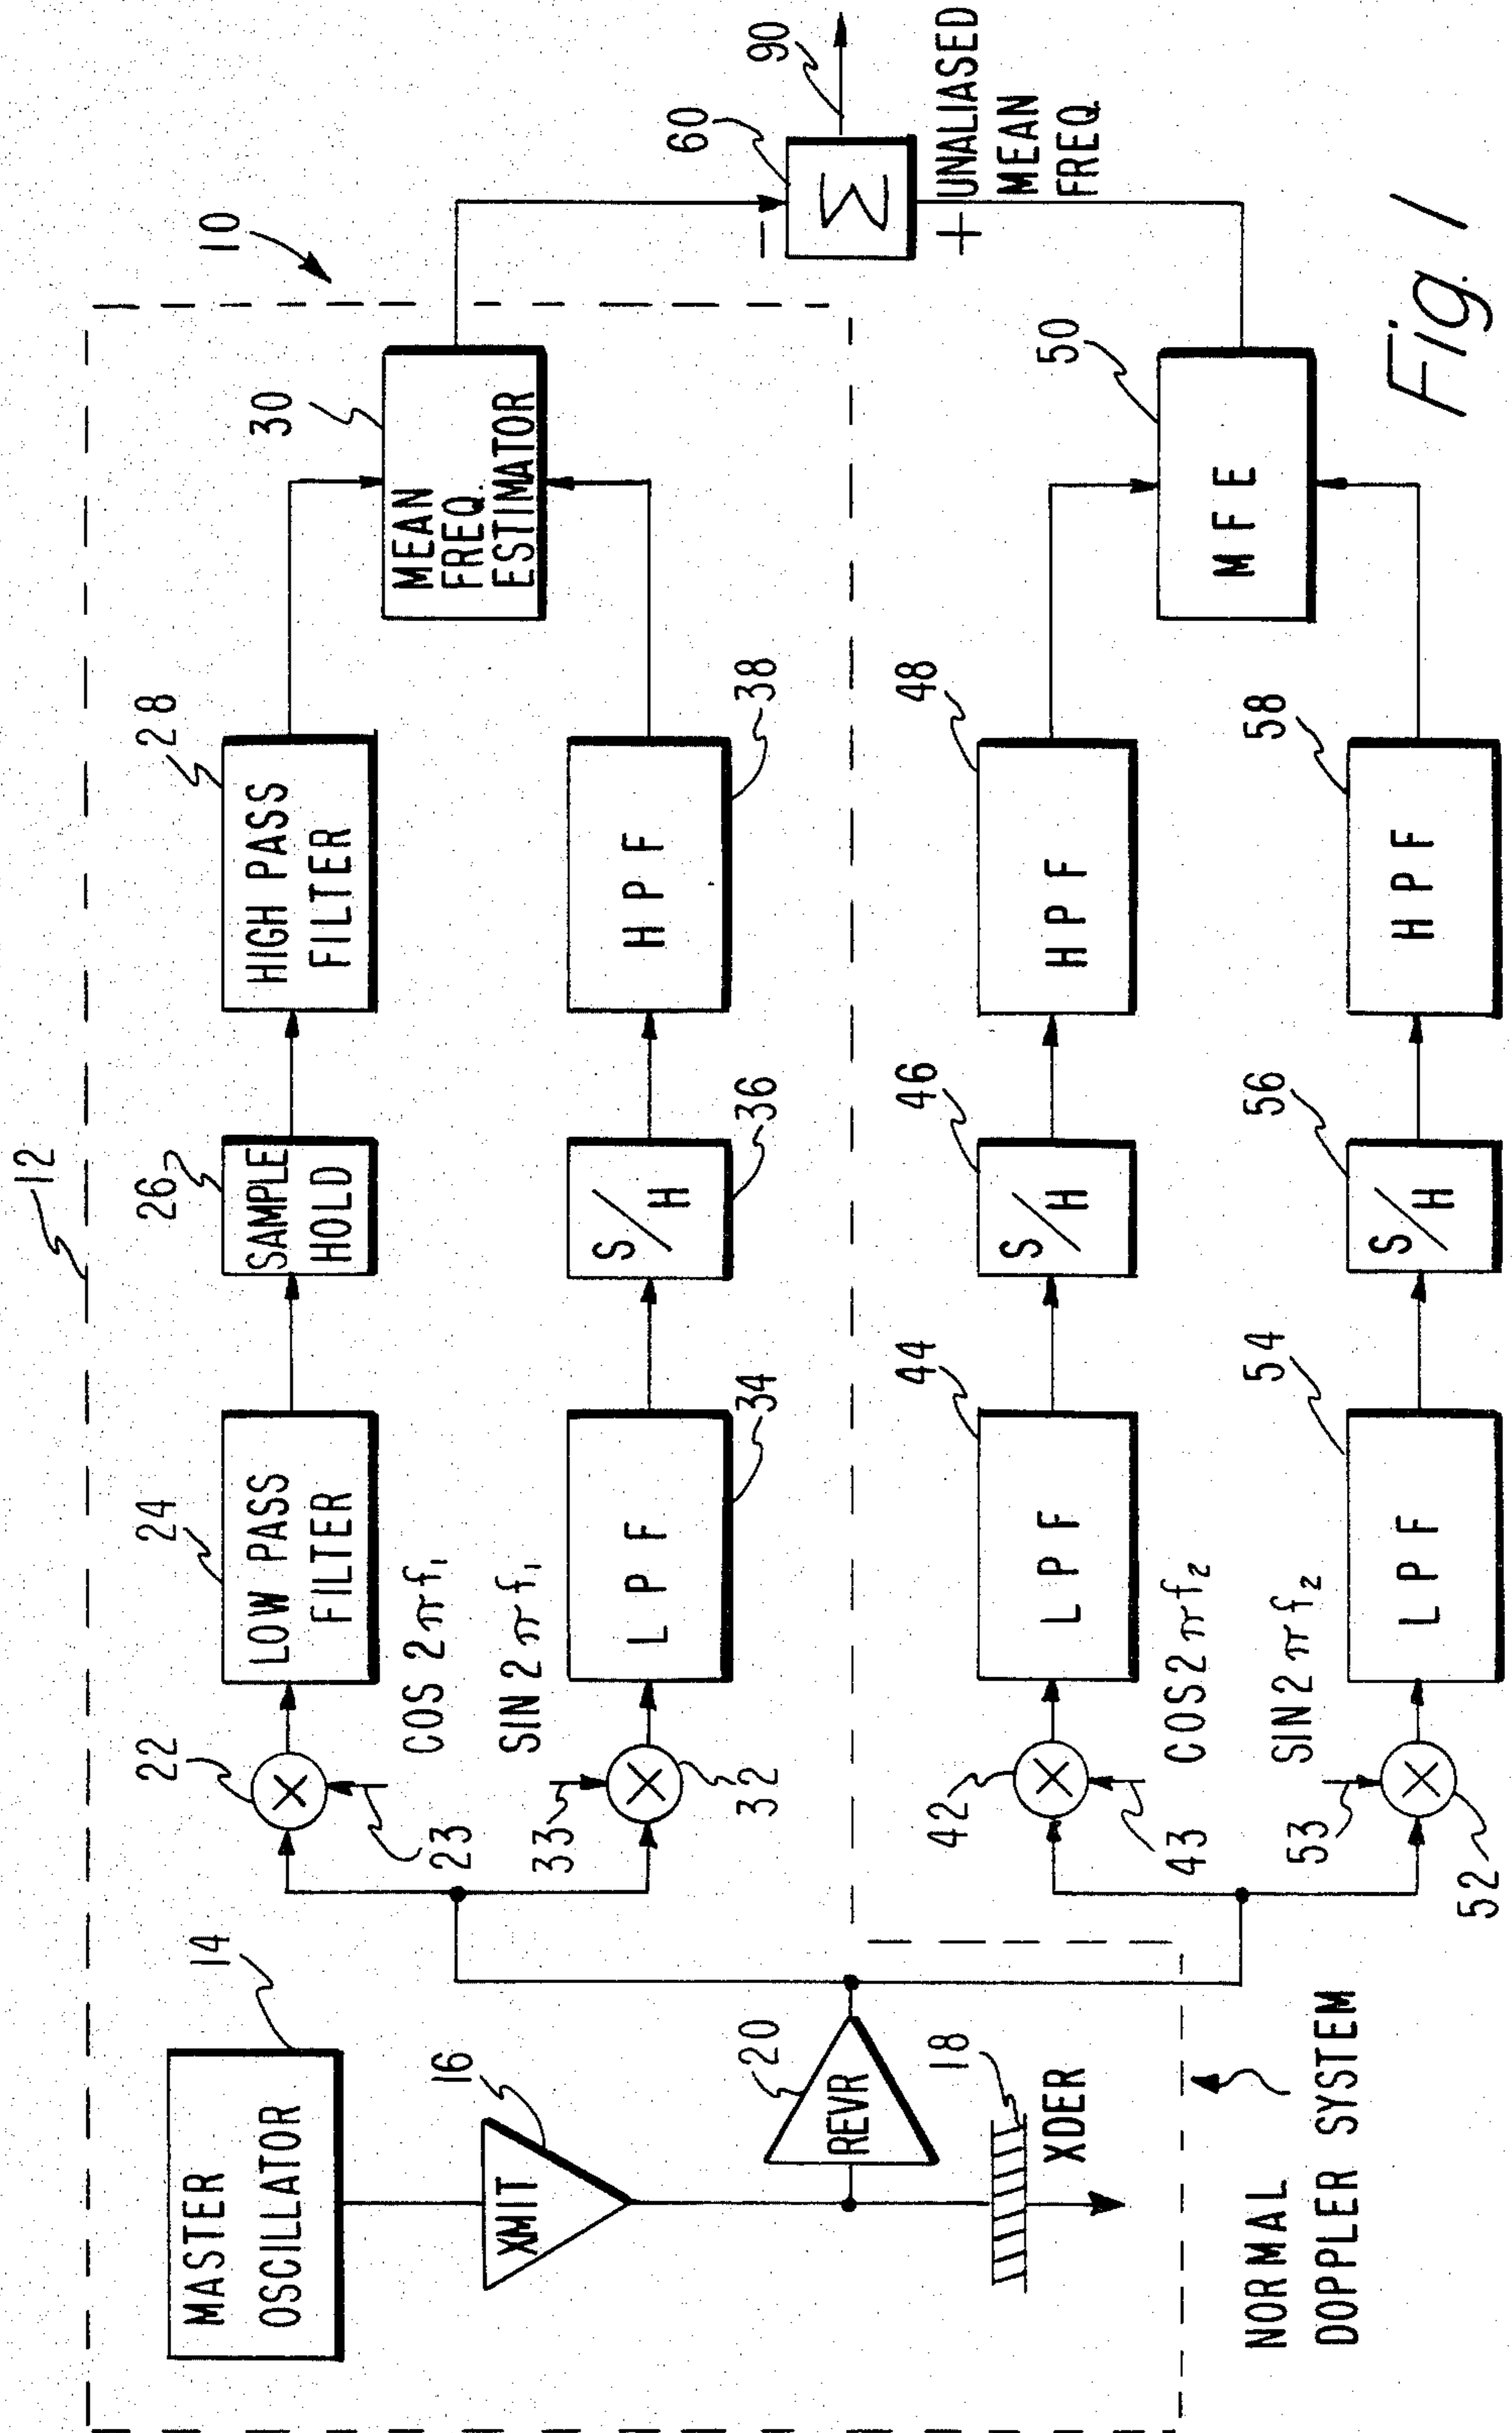 12
10
14
MASTER
OSCILLATOR
16
XMIT
20
REVR
18
XDER
NORMAL
DOPPLER SYSTEM
22
23
COS 2πf₁
24
LOW PASS
FILTER
26
SAMPLE
HOLD
28
HIGH PASS
FILTER
30
MEAN
FREQ.
ESTIMATOR
33
SIN 2πf₁
32
34
LPF
36
S/H
38
HPF
42
43
COS 2πf₂
44
LPF
46
S/H
48
HPF
50
MFE
53
SIN 2πf₂
52
54
LPF
56
S/H
58
HPF
60
−
Σ
+
90
UNALIASED
MEAN
FREQ.
Fig. 1